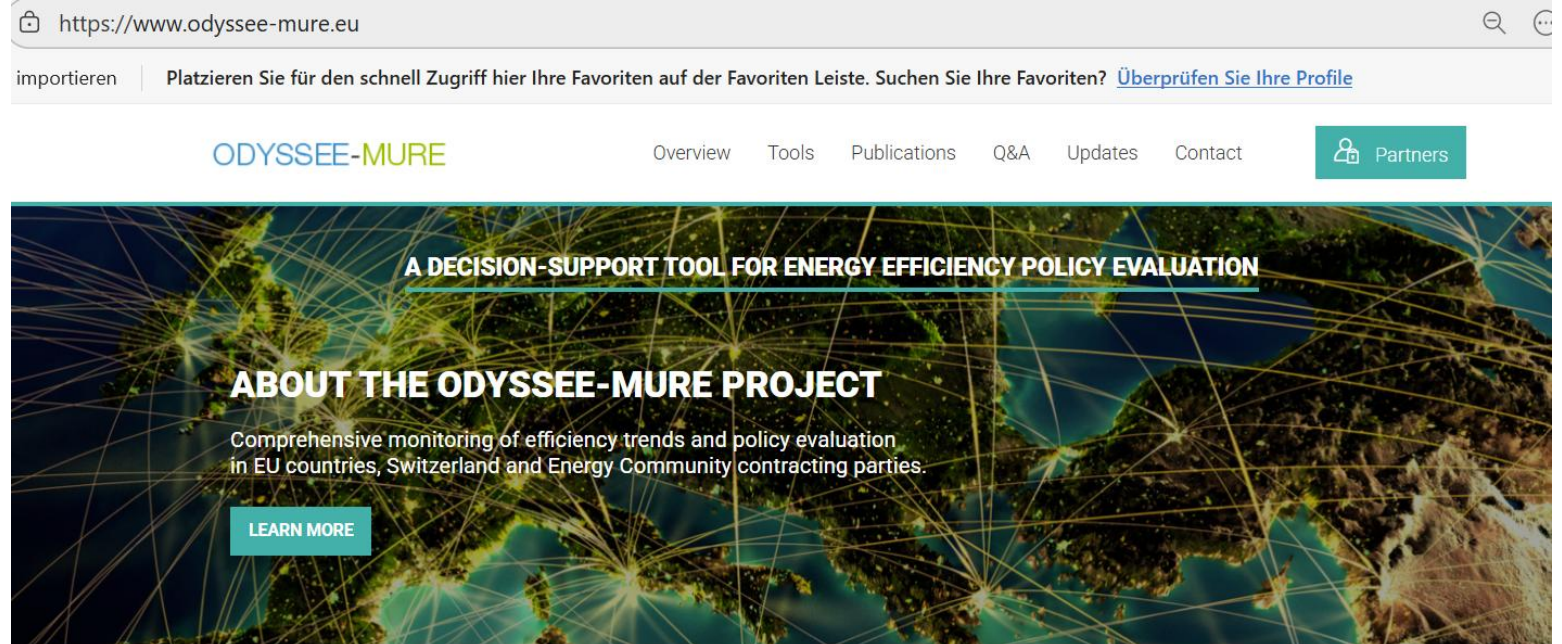 https://www.odyssee-mure.eu
importieren Platzieren Sie für den schnell Zugriff hier Ihre Favoriten auf der Favoriten Leiste. Suchen Sie Ihre Favoriten? Überprüfen Sie Ihre Profile
ODYSSEE-MURE Overview Tools Publications Q&A Updates Contact Partners
A DECISION-SUPPORT TOOL FOR ENERGY EFFICIENCY POLICY EVALUATION
ABOUT THE ODYSSEE-MURE PROJECT
Comprehensive monitoring of efficiency trends and policy evaluation
in EU countries, Switzerland and Energy Community contracting parties.
LEARN MORE